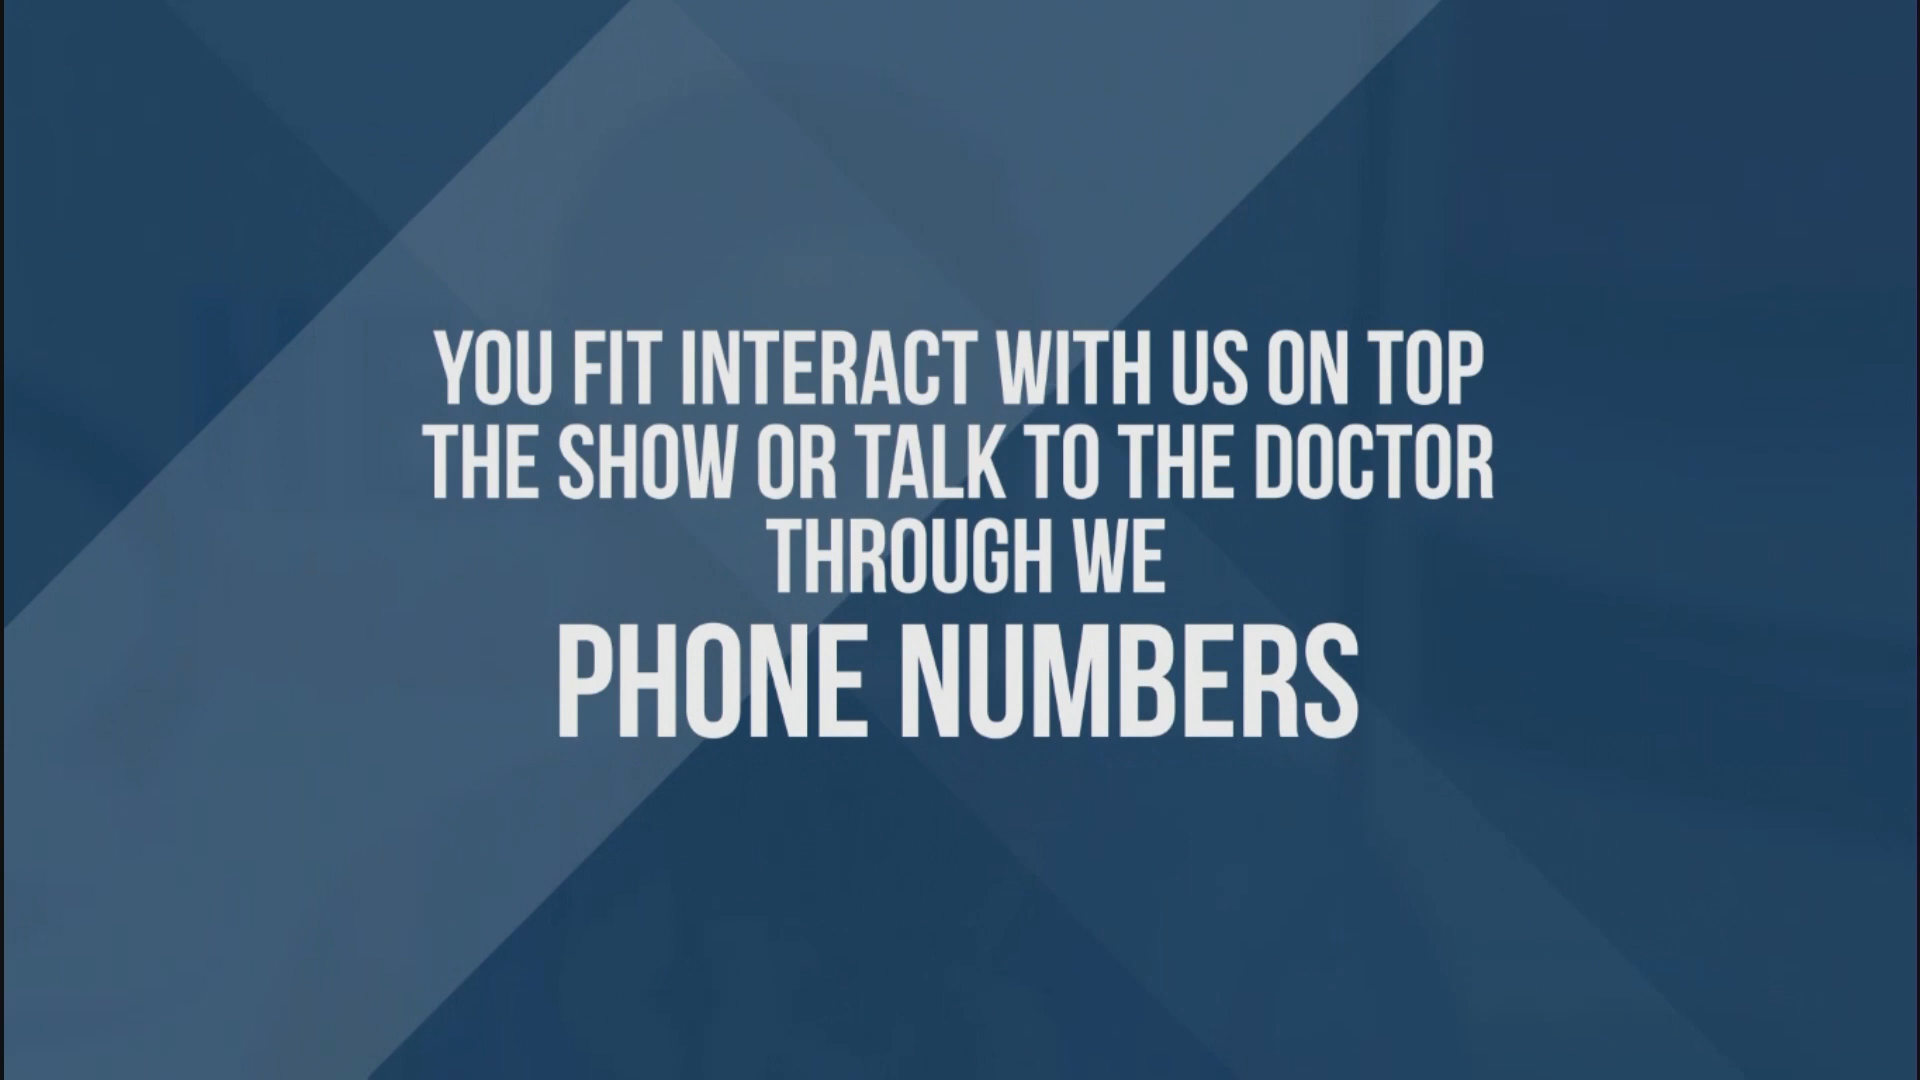 YOU FIT INTERACT WITH US ON TOP
THE SHOW OR TALK TO THE DOCTOR
THROUGH WE
PHONE NUMBERS